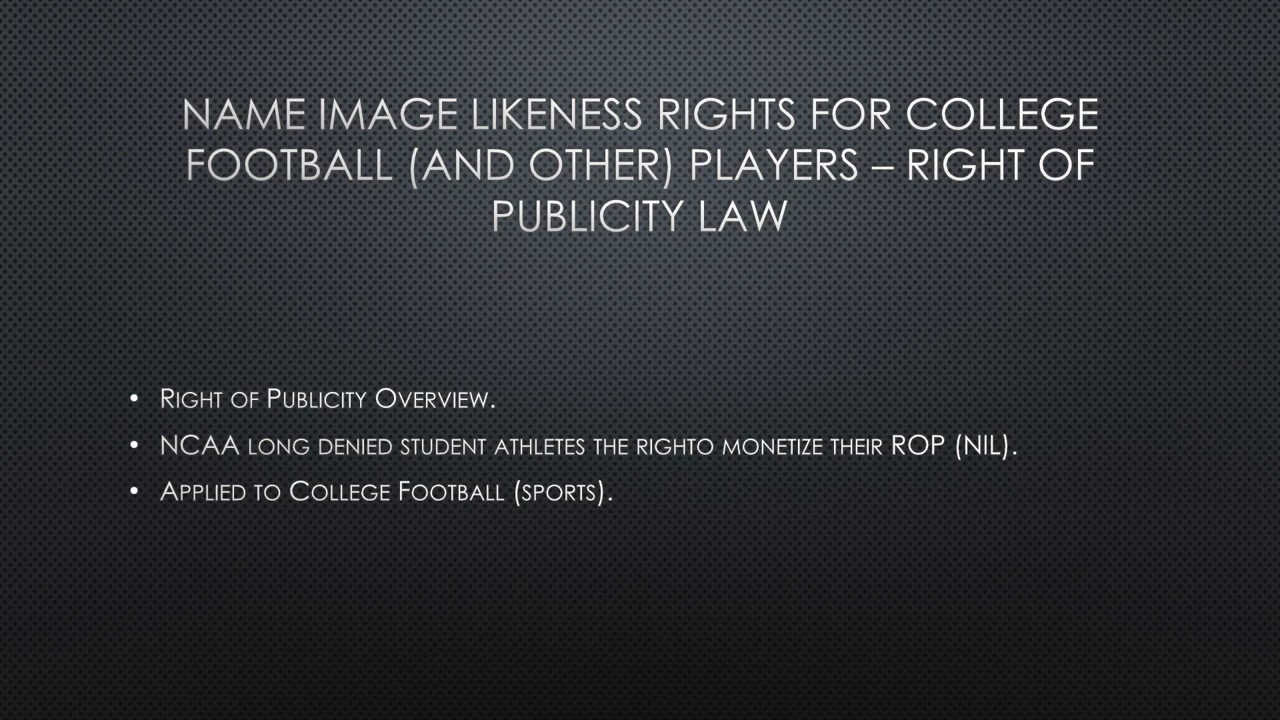 NAME IMAGE LIKENESS RIGHTS FOR COLLEGE
FOOTBALL (AND OTHER) PLAYERS – RIGHT OF
PUBLICITY LAW
• RIGHT OF PUBLICITY OVERVIEW.
• NCAA LONG DENIED STUDENT ATHLETES THE RIGHTO MONETIZE THEIR ROP (NIL).
• APPLIED TO COLLEGE FOOTBALL (SPORTS).